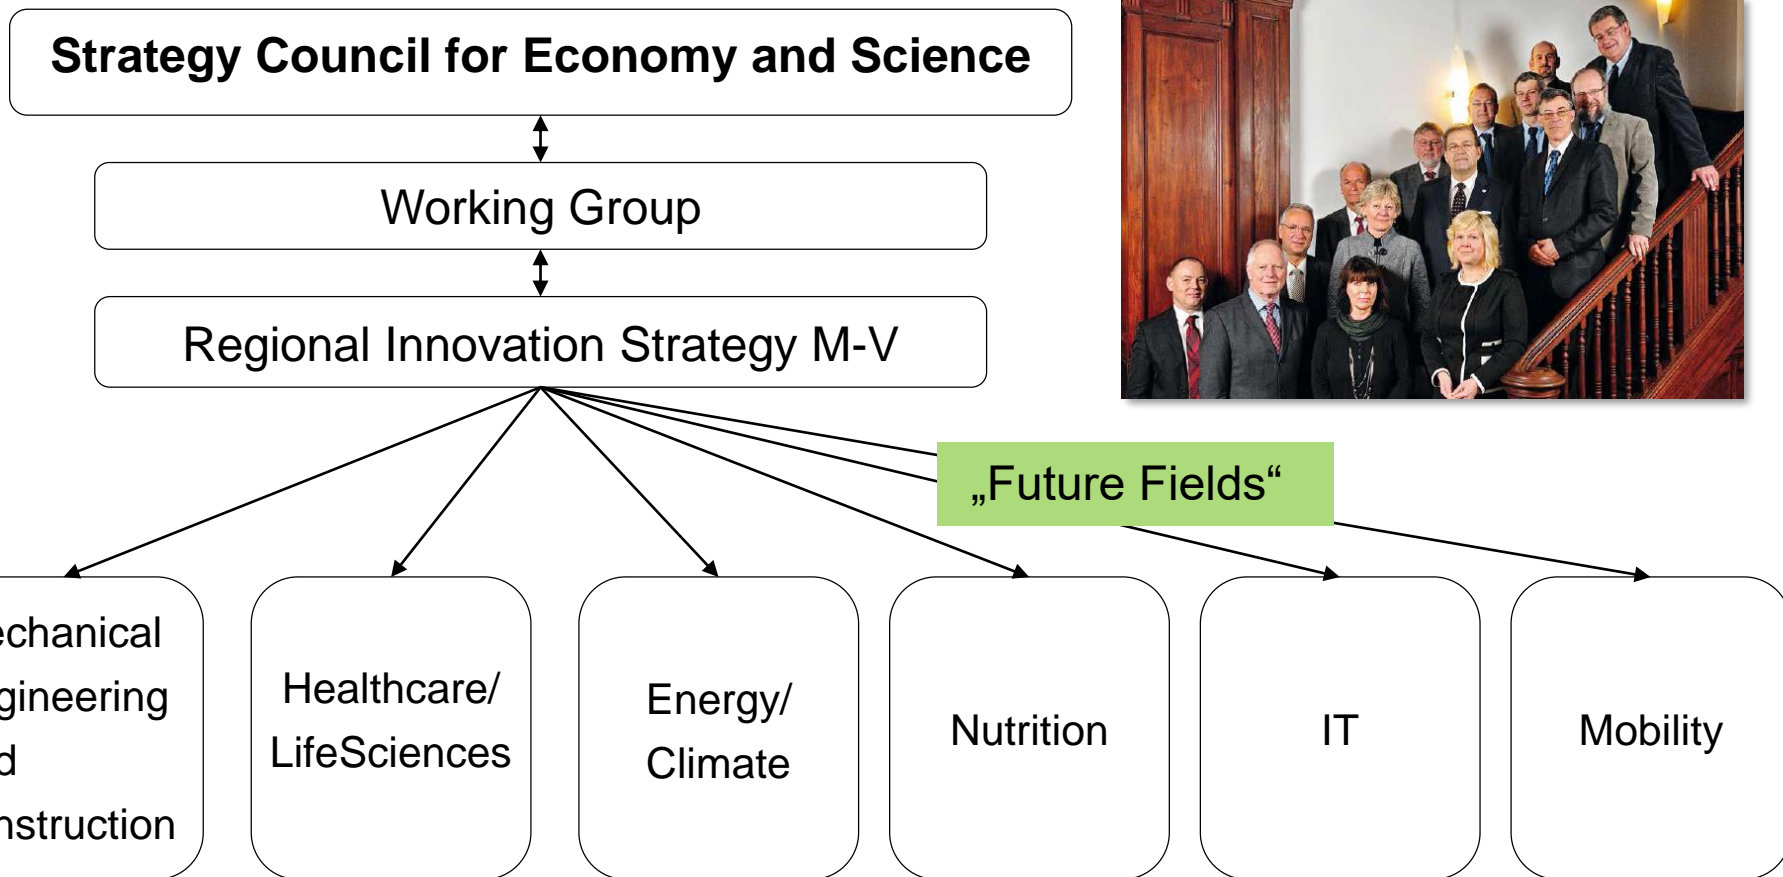 Strategy Council for Economy and Science
Working Group
Regional Innovation Strategy M-V
„Future Fields“
echanical
gineering
d
nstruction
Healthcare/
LifeSciences
Energy/
Climate
Nutrition
IT
Mobility